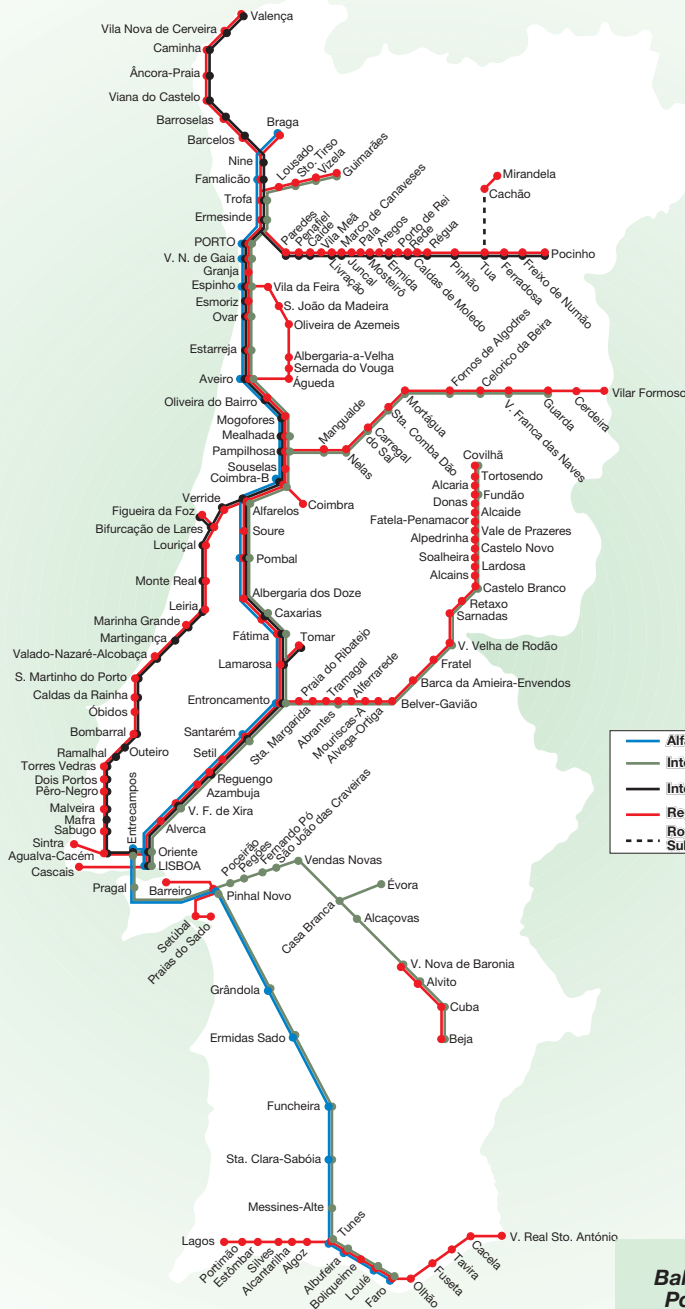 Valença
Vila Nova de Cerveira
Caminha
Âncora-Praia
Viana do Castelo
Barroselas
Barcelos
Braga
Nine
Famalicão
Trofa
Ermesinde
Lousado
Sto. Tirso
Vizela
Guimarães
PORTO
V. N. de Gaia
Granja
Espinho
Esmoriz
Ovar
Estarreja
Aveiro
Paredes
Penafiel
Caíde
Vila Meã
Livração
Marco de Canaveses
Juncal
Pala
Mosteirô
Aregos
Ermida
Porto de Rei
Rede
Caldas de Moledo
Régua
Pinhão
Tua
Ferradosa
Freixo de Numão
Pocinho
Mirandela
Cachão
Vila da Feira
S. João da Madeira
Oliveira de Azemeis
Albergaria-a-Velha
Sernada do Vouga
Águeda
Oliveira do Bairro
Mogofores
Mealhada
Pampilhosa
Souselas
Coimbra-B
Coimbra
Mangualde
Nelas
Carregal
do Sal
Sta. Comba Dão
Mortágua
Fornos de Algodres
Celorico da Beira
V. Franca das Naves
Guarda
Cerdeira
Vilar Formoso
Verride
Figueira da Foz
Bifurcação de Lares
Alfarelos
Soure
Pombal
Albergaria dos Doze
Caxarias
Fátima
Tomar
Lamarosa
Entroncamento
Santarém
Setil
Reguengo
Azambuja
V. F. de Xira
Alverca
Oriente
LISBOA
Louriçal
Monte Real
Leiria
Marinha Grande
Martingança
Valado-Nazaré-Alcobaça
S. Martinho do Porto
Caldas da Rainha
Óbidos
Bombarral
Outeiro
Ramalhal
Torres Vedras
Dois Portos
Pêro-Negro
Malveira
Mafra
Sabugo
Sintra
Agualva-Cacém
Cascais
Entrecampos
Covilhã
Tortosendo
Alcaria
Fundão
Donas
Alcaide
Fatela-Penamacor
Vale de Prazeres
Alpedrinha
Castelo Novo
Soalheira
Lardosa
Alcains
Castelo Branco
Retaxo
Sarnadas
V. Velha de Rodão
Fratel
Barca da Amieira-Envendos
Belver-Gavião
Alvega-Ortiga
Mouriscas-A
Alferrarede
Abrantes
Tramagal
Sta. Margarida
Praia do Ribatejo
Pragal
Barreiro
Pinhal Novo
Setúbal
Praias do Sado
Poceirão
Pegões
Fernando Pó
São João das Craveiras
Vendas Novas
Casa Branca
Évora
Alcaçovas
V. Nova de Baronia
Alvito
Cuba
Beja
Grândola
Ermidas Sado
Funcheira
Sta. Clara-Sabóia
Messines-Alte
Tunes
Lagos
Portimão
Estômbar
Silves
Alcantarilha
Algoz
Albufeira
Boliqueime
Loulé
Faro
Olhão
Fuseta
Tavira
Cacela
V. Real Sto. António
Alfa
Inte
Inte
Re
Ro
Su
Bal
Po